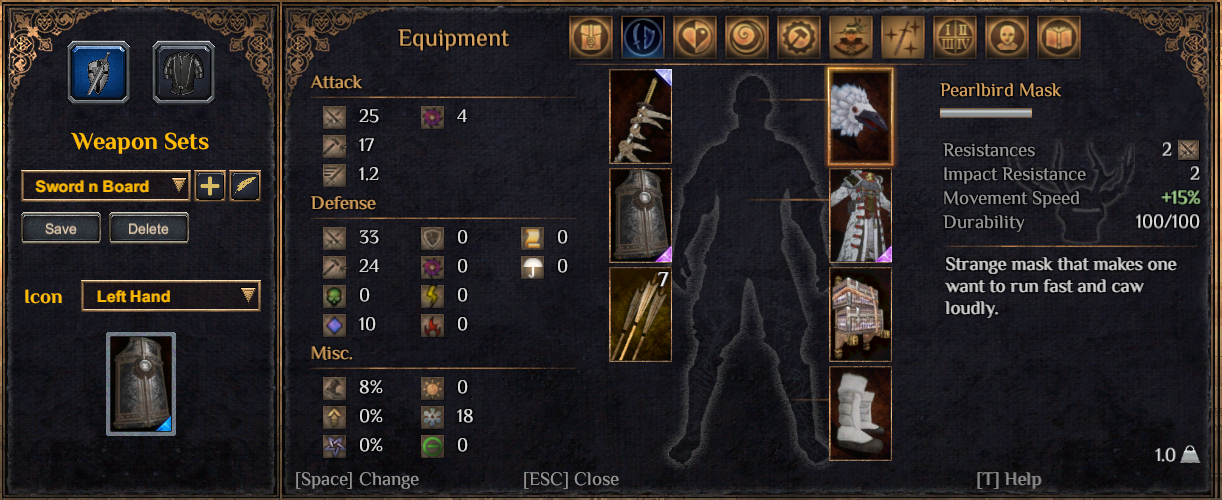 Equipment
I II
III IV
Weapon Sets
Sword n Board
Save Delete
Icon Left Hand
Attack
25 4
17
1.2
Defense
33 0 0
24 0 0
0 0
10 0
Misc.
8% 0
0% 18
0% 0
7
Pearlbird Mask
Resistances 2
Impact Resistance 2
Movement Speed +15%
Durability 100/100
Strange mask that makes one
want to run fast and caw
loudly.
1.0
[Space] Change [ESC] Close [T] Help